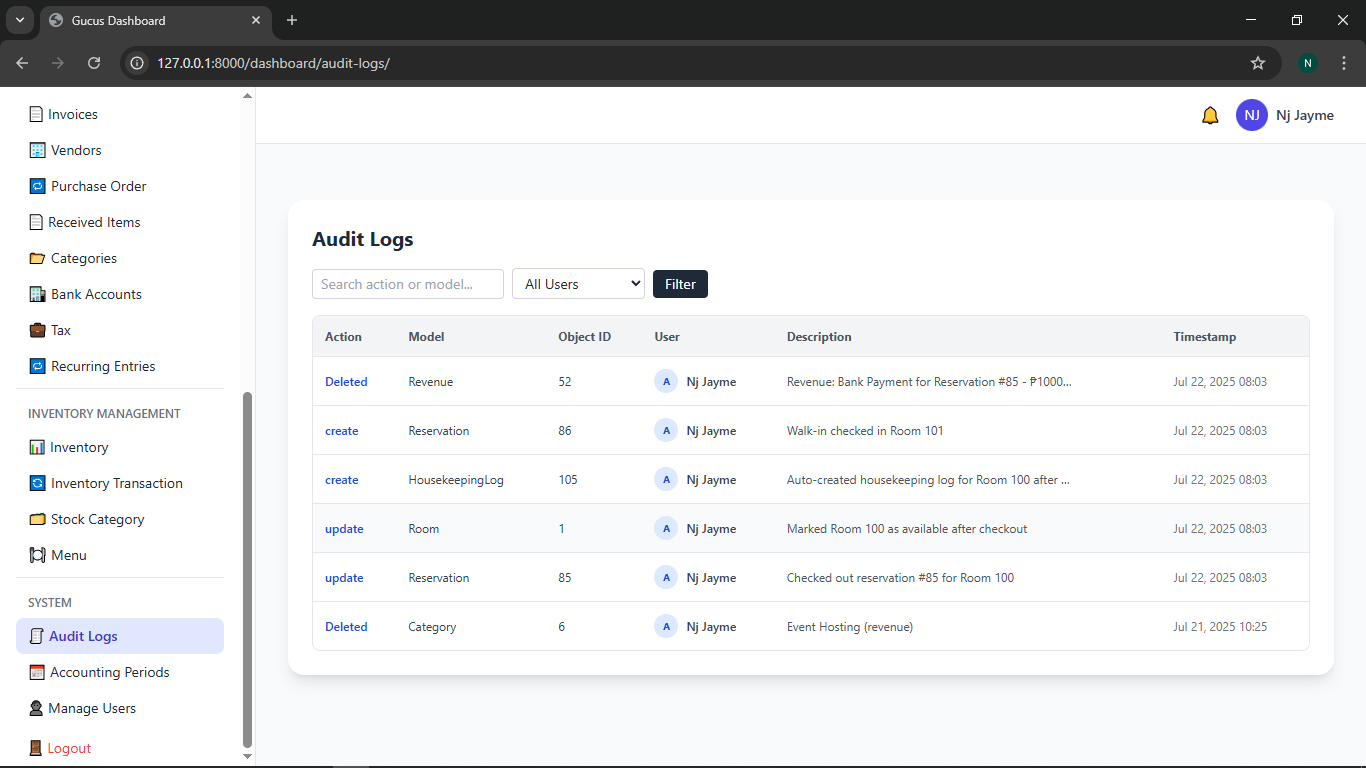 Gucus Dashboard
127.0.0.1:8000/dashboard/audit-logs/
N
Invoices
Vendors
Purchase Order
Received Items
Categories
Bank Accounts
Tax
Recurring Entries
INVENTORY MANAGEMENT
Inventory
Inventory Transaction
Stock Category
Menu
SYSTEM
Audit Logs
Accounting Periods
Manage Users
Logout
NJ Nj Jayme
Audit Logs
Search action or model... All Users Filter
Action Model Object ID User Description Timestamp
Deleted Revenue 52 A Nj Jayme Revenue: Bank Payment for Reservation #85 - ₱1000... Jul 22, 2025 08:03
create Reservation 86 A Nj Jayme Walk-in checked in Room 101 Jul 22, 2025 08:03
create HousekeepingLog 105 A Nj Jayme Auto-created housekeeping log for Room 100 after ... Jul 22, 2025 08:03
update Room 1 A Nj Jayme Marked Room 100 as available after checkout Jul 22, 2025 08:03
update Reservation 85 A Nj Jayme Checked out reservation #85 for Room 100 Jul 22, 2025 08:03
Deleted Category 6 A Nj Jayme Event Hosting (revenue) Jul 21, 2025 10:25